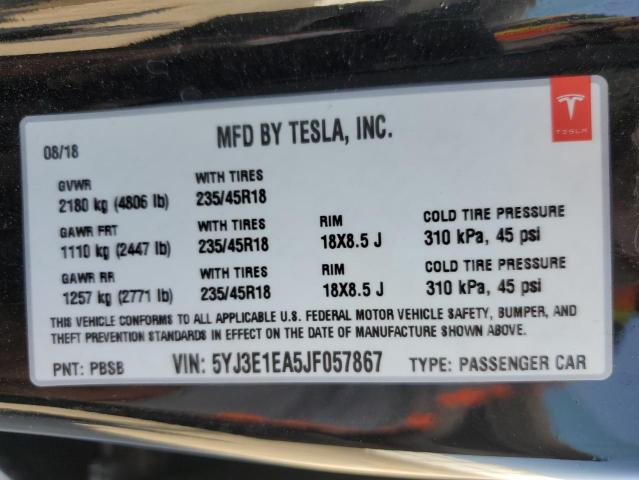 MFD BY TESLA, INC.
TESLA
08/18
GVWR WITH TIRES
2180 kg (4806 lb) 235/45R18
GAWR FRT WITH TIRES RIM COLD TIRE PRESSURE
1110 kg (2447 lb) 235/45R18 18X8.5 J 310 kPa, 45 psi
GAWR RR WITH TIRES RIM COLD TIRE PRESSURE
1257 kg (2771 lb) 235/45R18 18X8.5 J 310 kPa, 45 psi
THIS VEHICLE CONFORMS TO ALL APPLICABLE U.S. FEDERAL MOTOR VEHICLE SAFETY, BUMPER, AND
THEFT PREVENTION STANDARDS IN EFFECT ON THE DATE OF MANUFACTURE SHOWN ABOVE.
PNT: PBSB VIN: 5YJ3E1EA5JF057867 TYPE: PASSENGER CAR